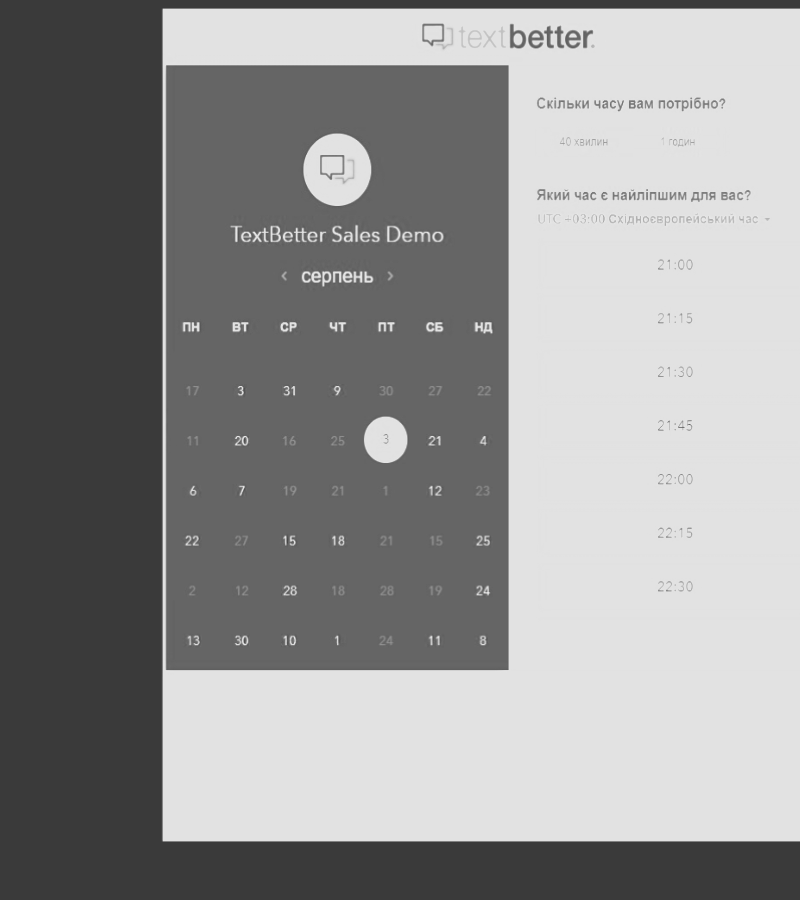 textbetter.
TextBetter Sales Demo
‹ серпень ›
ПН ВТ СР ЧТ ПТ СБ НД
17 3 31 9 30 27 22
11 20 16 25 3 21 4
6 7 19 21 1 12 23
22 27 15 18 21 15 25
2 12 28 18 28 19 24
13 30 10 1 24 11 8
Скільки часу вам потрібно?
40 хвилин 1 годин
Який час є найліпшим для вас?
UTC +03:00 Східноєвропейський час
21:00
21:15
21:30
21:45
22:00
22:15
22:30